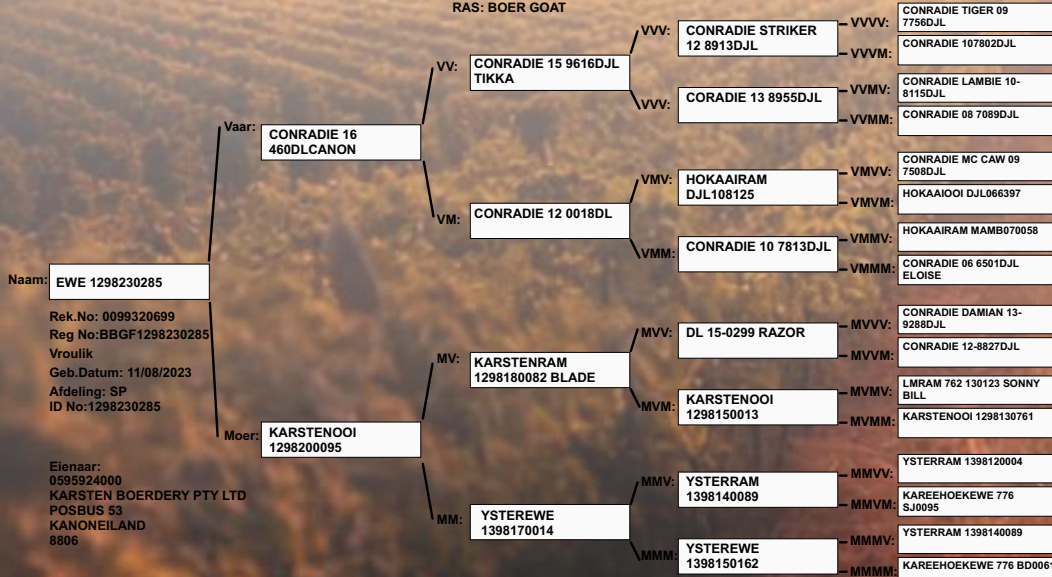 RAS: BOER GOAT
Naam:
EWE 1298230285
Rek.No: 0099320699
Reg No:BBGF1298230285
Vroulik
Geb.Datum: 11/08/2023
Afdeling: SP
ID No:1298230285
Eienaar:
0595924000
KARSTEN BOERDERY PTY LTD
POSBUS 53
KANONEILAND
8806
Vaar:
CONRADIE 16
460DLCANON
Moer:
KARSTENOOI
1298200095
VV:
CONRADIE 15 9616DJL
TIKKA
VM:
CONRADIE 12 0018DL
MV:
KARSTENRAM
1298180082 BLADE
MM:
YSTEREWE
1398170014
VVV:
CONRADIE STRIKER
12 8913DJL
VVV:
CORADIE 13 8955DJL
VMV:
HOKAAIRAM
DJL108125
VMM:
CONRADIE 10 7813DJL
MVV:
DL 15-0299 RAZOR
MVM:
KARSTENOOI
1298150013
MMV:
YSTERRAM
1398140089
MMM:
YSTEREWE
1398150162
VVVV:
CONRADIE TIGER 09
7756DJL
VVVM:
CONRADIE 107802DJL
VVMV:
CONRADIE LAMBIE 10-
8115DJL
VVMM:
CONRADIE 08 7089DJL
VMVV:
CONRADIE MC CAW 09
7508DJL
VMVM:
HOKAAIOOI DJL066397
VMMV:
HOKAAIRAM MAMB070058
VMMM:
CONRADIE 06 6501DJL
ELOISE
MVVV:
CONRADIE DAMIAN 13-
9288DJL
MVVM:
CONRADIE 12-8827DJL
MVMV:
LMRAM 762 130123 SONNY
BILL
MVMM:
KARSTENOOI 1298130761
MMVV:
YSTERRAM 1398120004
MMVM:
KAREEHOEKEWE 776
SJ0095
MMMV:
YSTERRAM 1398140089
MMMM:
KAREEHOEKEWE 776 BD0061